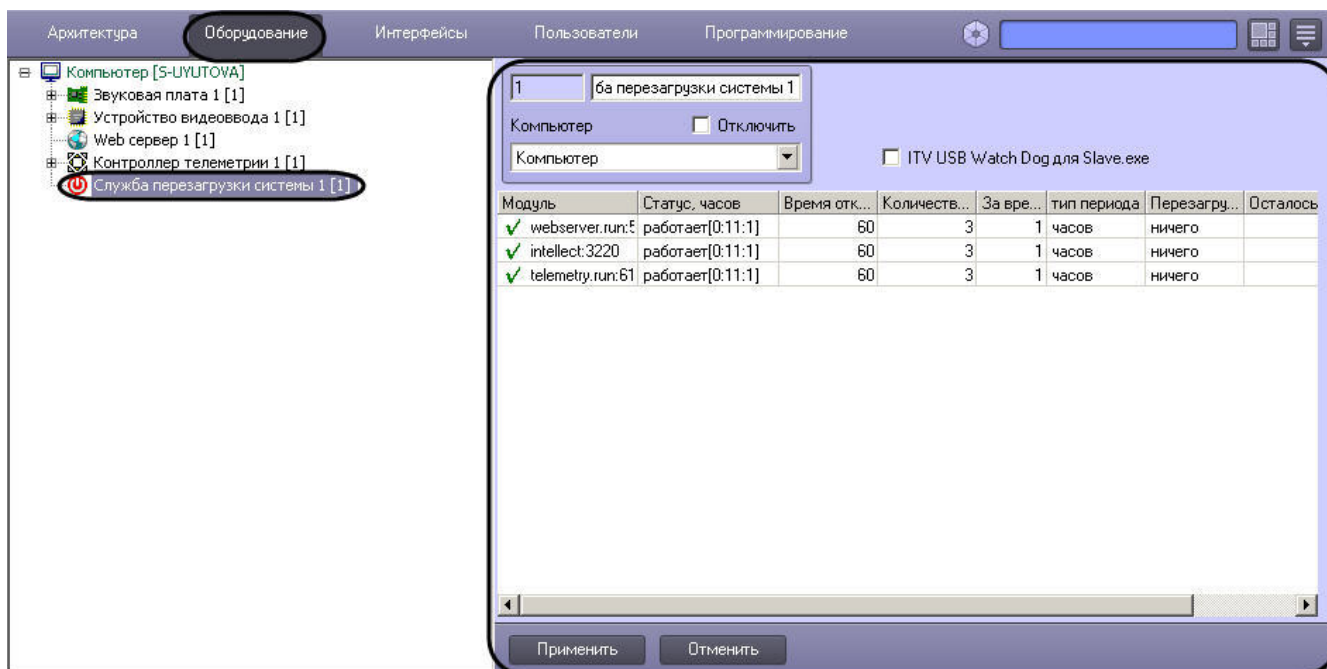 Архитектура Оборудование Интерфейсы Пользователи Программирование
Компьютер [S-UYUTOVA]
Звуковая плата 1 [1]
Устройство видеоввода 1 [1]
Web сервер 1 [1]
Контроллер телеметрии 1 [1]
Служба перезагрузки системы 1 [1]
1 ба перезагрузки системы 1
Компьютер Отключить
Компьютер
ITV USB Watch Dog для Slave.exe
Модуль Статус, часов Время отк... Количеств... За вре... тип периода Перезагру... Осталось
webserver.run:5 работает[0:11:1] 60 3 1 часов ничего
intellect:3220 работает[0:11:1] 60 3 1 часов ничего
telemetry.run:61 работает[0:11:1] 60 3 1 часов ничего
Применить Отменить